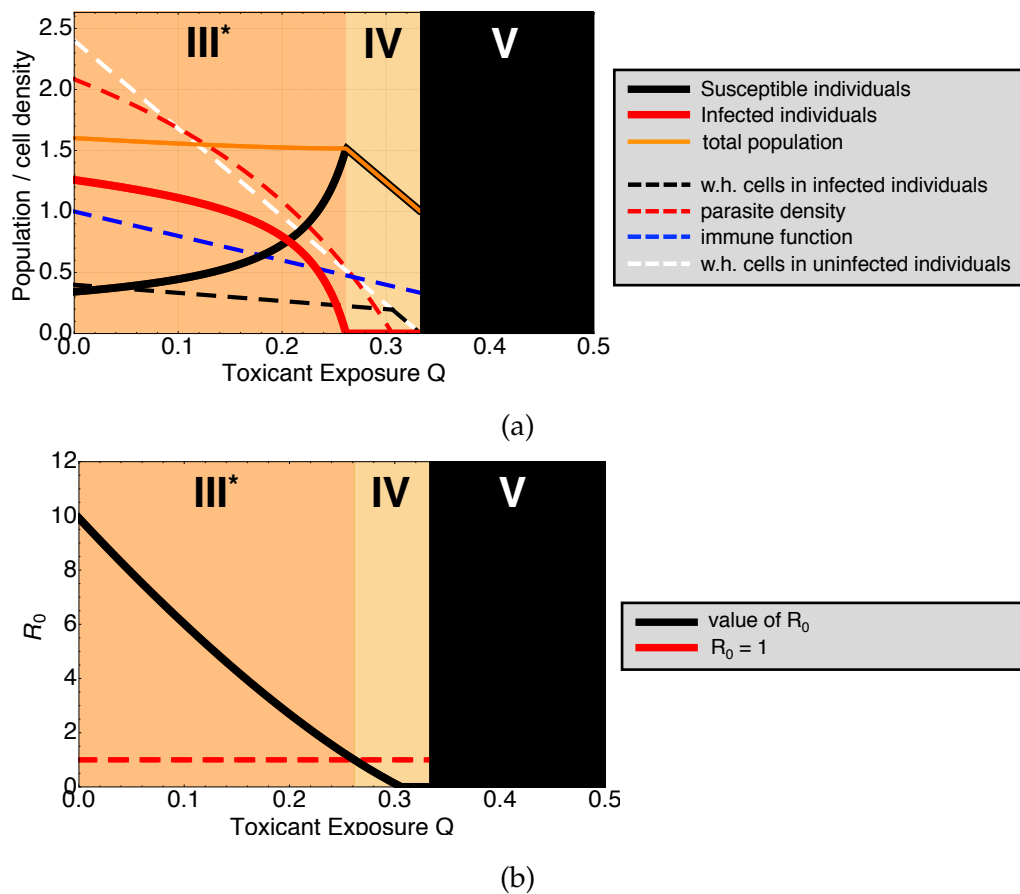 III* IV V
2.5
2.0
1.5
1.0
0.5
0.0
Population / cell density
0.0 0.1 0.2 0.3 0.4 0.5
Toxicant Exposure Q
Susceptible individuals
Infected individuals
total population
w.h. cells in infected individuals
parasite density
immune function
w.h. cells in uninfected individuals
(a)
III* IV V
12
10
8
6
4
2
0
R0
0.0 0.1 0.2 0.3 0.4 0.5
Toxicant Exposure Q
value of R0
R0 = 1
(b)